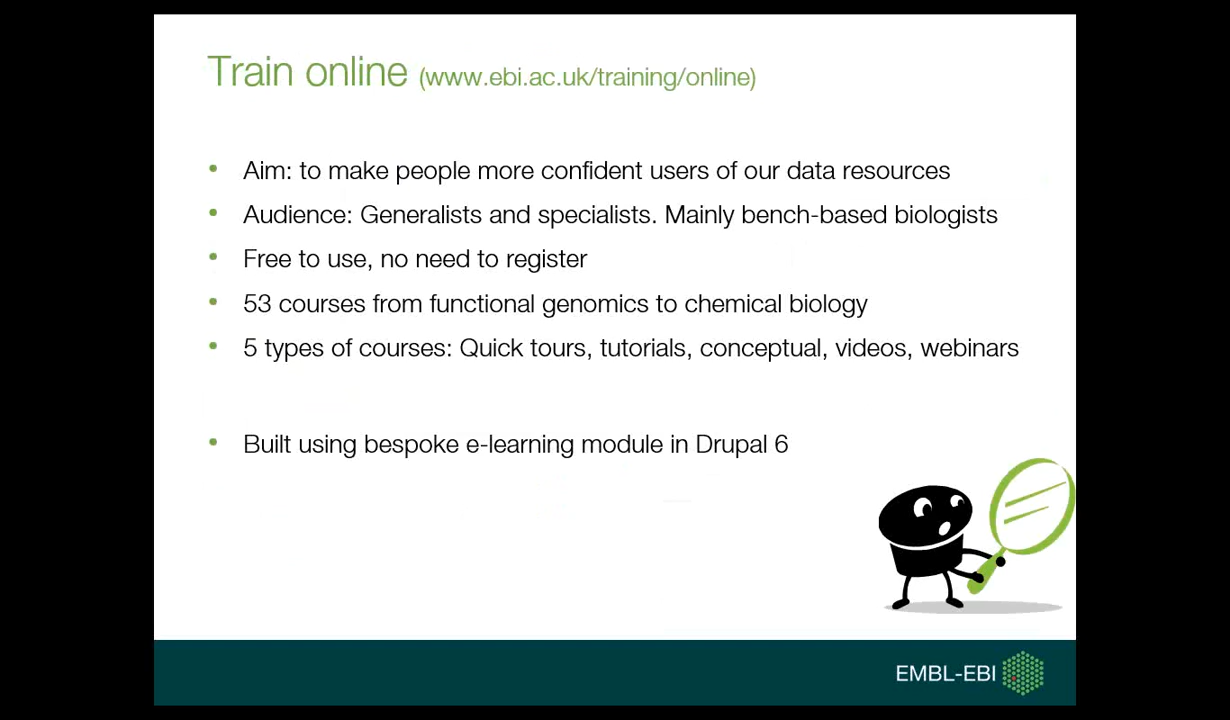 Train online (www.ebi.ac.uk/training/online)
• Aim: to make people more confident users of our data resources
• Audience: Generalists and specialists. Mainly bench-based biologists
• Free to use, no need to register
• 53 courses from functional genomics to chemical biology
• 5 types of courses: Quick tours, tutorials, conceptual, videos, webinars
• Built using bespoke e-learning module in Drupal 6
EMBL-EBI